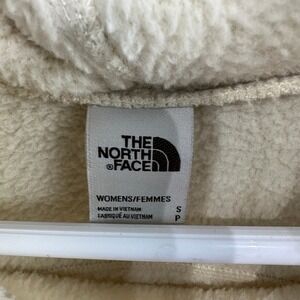 THE
NORTH
®FACE
WOMENS/FEMMES
MADE IN VIETNAM
FABRIQUÉ AU VIETNAM
S
P